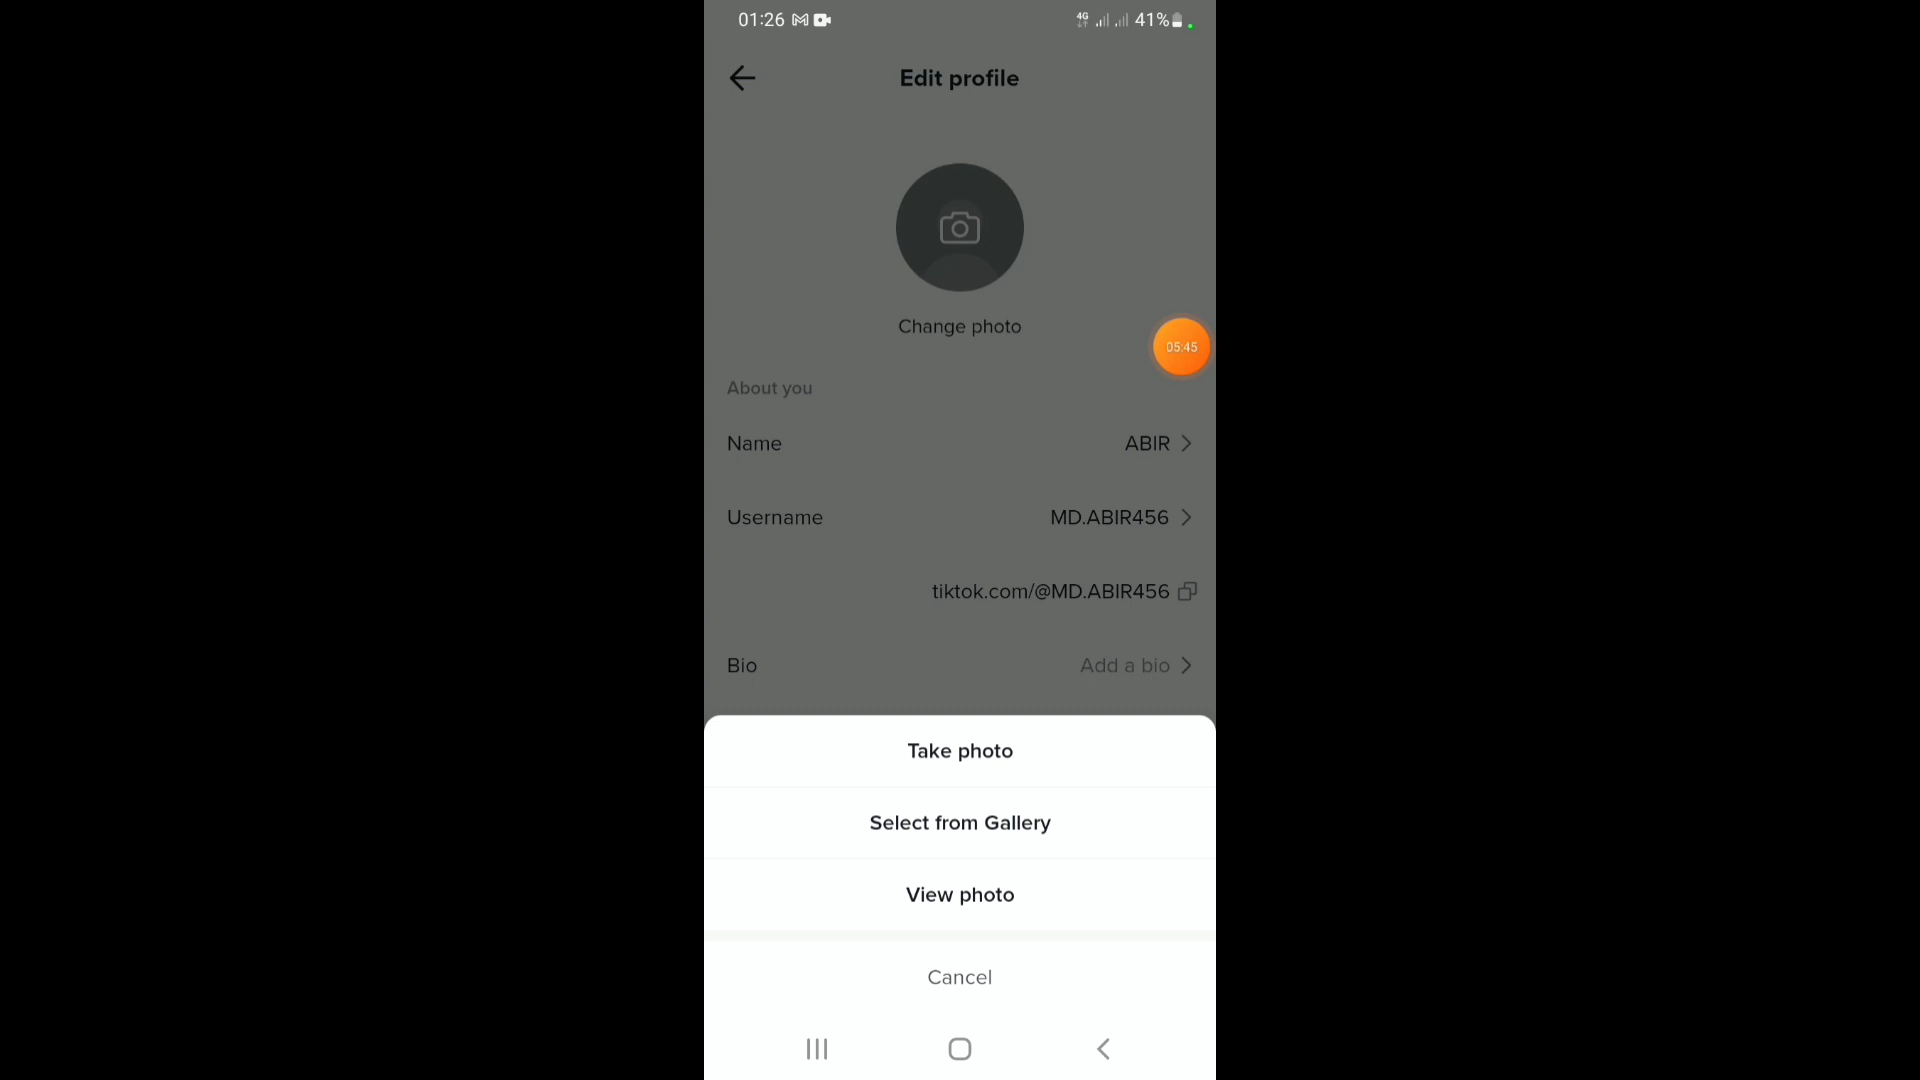 01:26 4G 41%
Edit profile
Change photo
05:45
About you
Name ABIR
Username MD.ABIR456
tiktok.com/@MD.ABIR456
Bio Add a bio
Take photo
Select from Gallery
View photo
Cancel